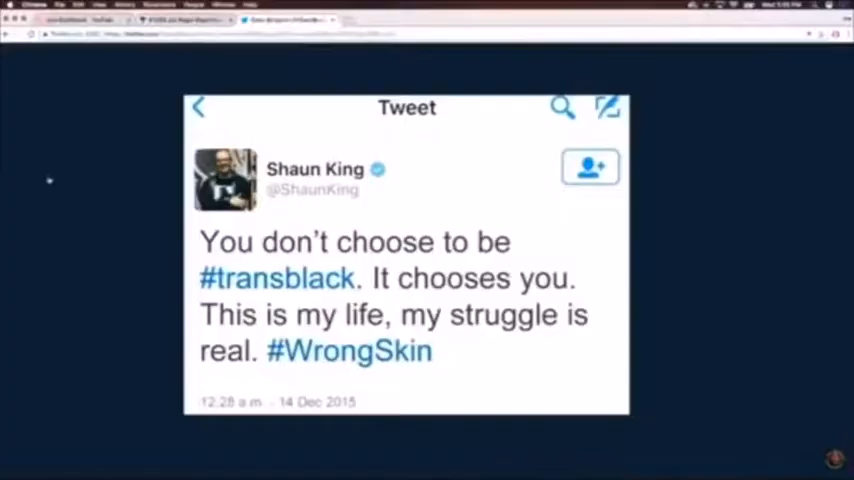 Tweet
Shaun King
@ShaunKing
You don't choose to be
#transblack. It chooses you.
This is my life, my struggle is
real. #WrongSkin
12.28 a.m. · 14 Dec 2015